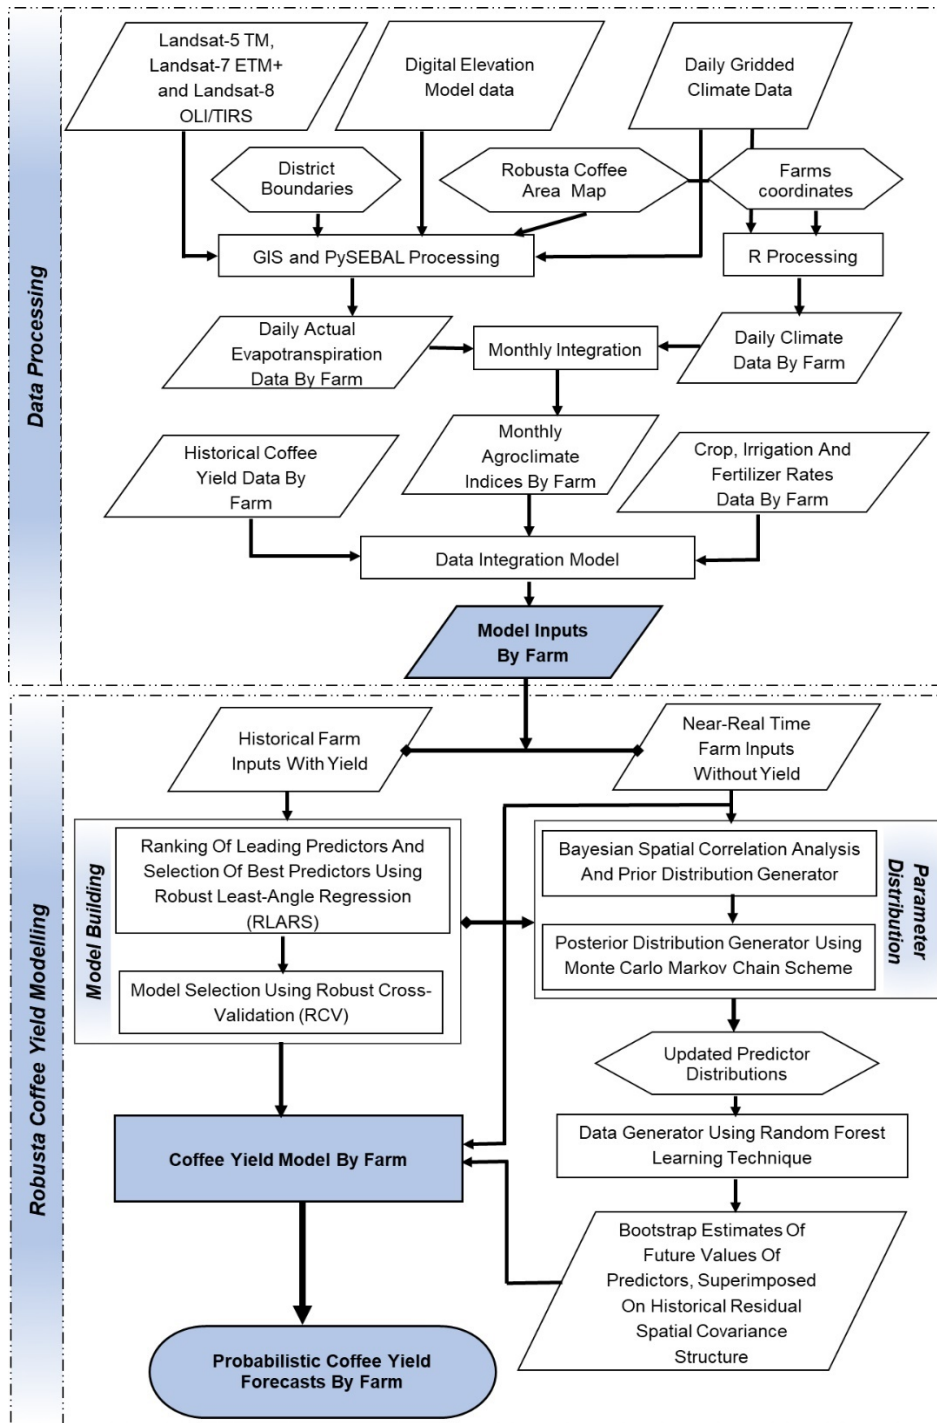 Data Processing
Landsat-5 TM,
Landsat-7 ETM+
and Landsat-8
OLI/TIRS
Digital Elevation
Model data
Daily Gridded
Climate Data
District
Boundaries
Robusta Coffee
Area Map
Farms
coordinates
GIS and PySEBAL Processing
R Processing
Daily Actual
Evapotranspiration
Data By Farm
Monthly Integration
Daily Climate
Data By Farm
Historical Coffee
Yield Data By
Farm
Monthly
Agroclimate
Indices By Farm
Crop, Irrigation And
Fertilizer Rates
Data By Farm
Data Integration Model
Model Inputs
By Farm
Robusta Coffee Yield Modelling
Historical Farm
Inputs With Yield
Near-Real Time
Farm Inputs
Without Yield
Model Building
Ranking Of Leading Predictors And
Selection Of Best Predictors Using
Robust Least-Angle Regression
(RLARS)
Model Selection Using Robust Cross-
Validation (RCV)
Bayesian Spatial Correlation Analysis
And Prior Distribution Generator
Posterior Distribution Generator Using
Monte Carlo Markov Chain Scheme
Parameter
Distribution
Updated Predictor
Distributions
Coffee Yield Model By Farm
Data Generator Using Random Forest
Learning Technique
Bootstrap Estimates Of
Future Values Of
Predictors, Superimposed
On Historical Residual
Spatial Covariance
Structure
Probabilistic Coffee Yield
Forecasts By Farm